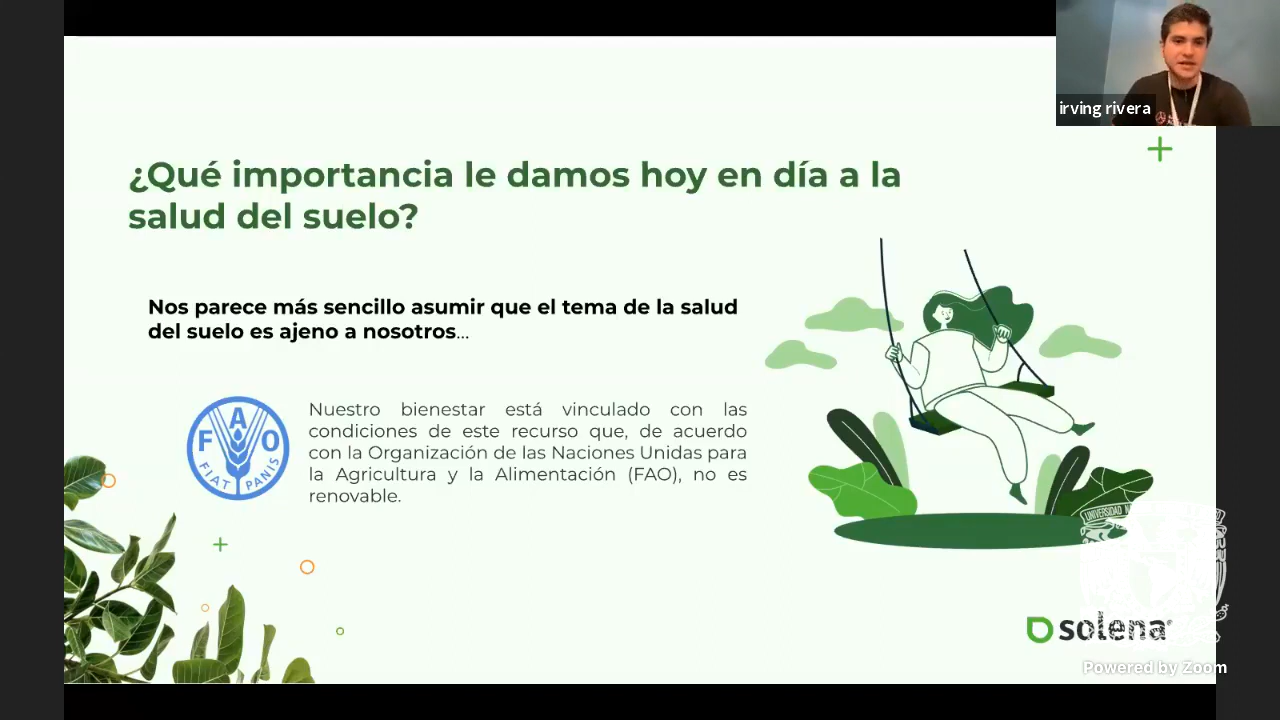 irving rivera
¿Qué importancia le damos hoy en día a la
salud del suelo?
Nos parece más sencillo asumir que el tema de la salud
del suelo es ajeno a nosotros...
F A O
FIAT PANIS
Nuestro bienestar está vinculado con las
condiciones de este recurso que, de acuerdo
con la Organización de las Naciones Unidas para
la Agricultura y la Alimentación (FAO), no es
renovable.
UNIVERSIDAD
solena
Powered by Zoom